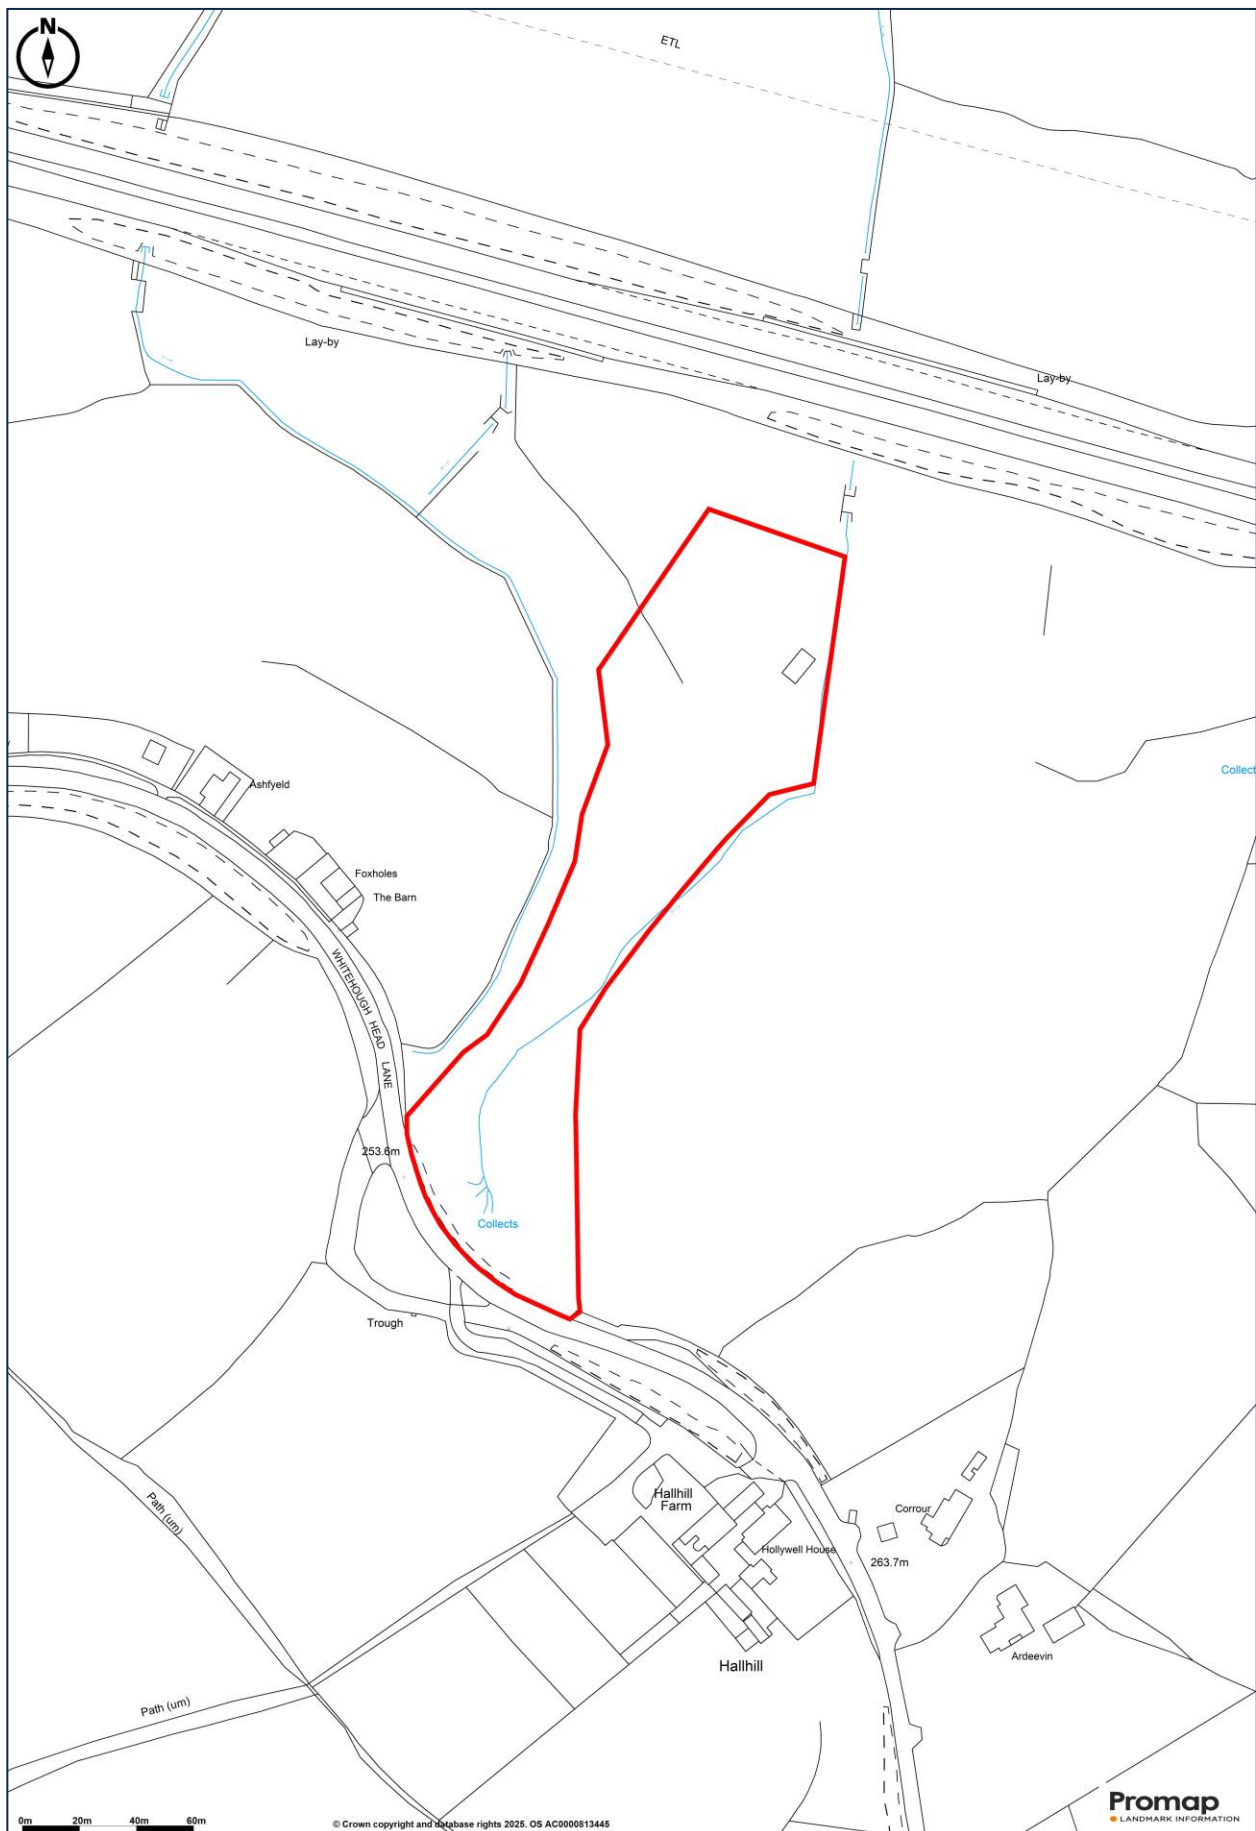 N
ETL
Lay-by
Lay-by
Collect
Ashfyeld
Foxholes
The Barn
WHITEHOUGH HEAD LANE
253.6m
Collects
Trough
Path (um)
Hallhill
Farm
Corrour
Hollywell House
263.7m
Ardeevin
Hallhill
Path (um)
0m 20m 40m 60m
© Crown copyright and database rights 2025. OS AC0000813445
Promap
LANDMARK INFORMATION